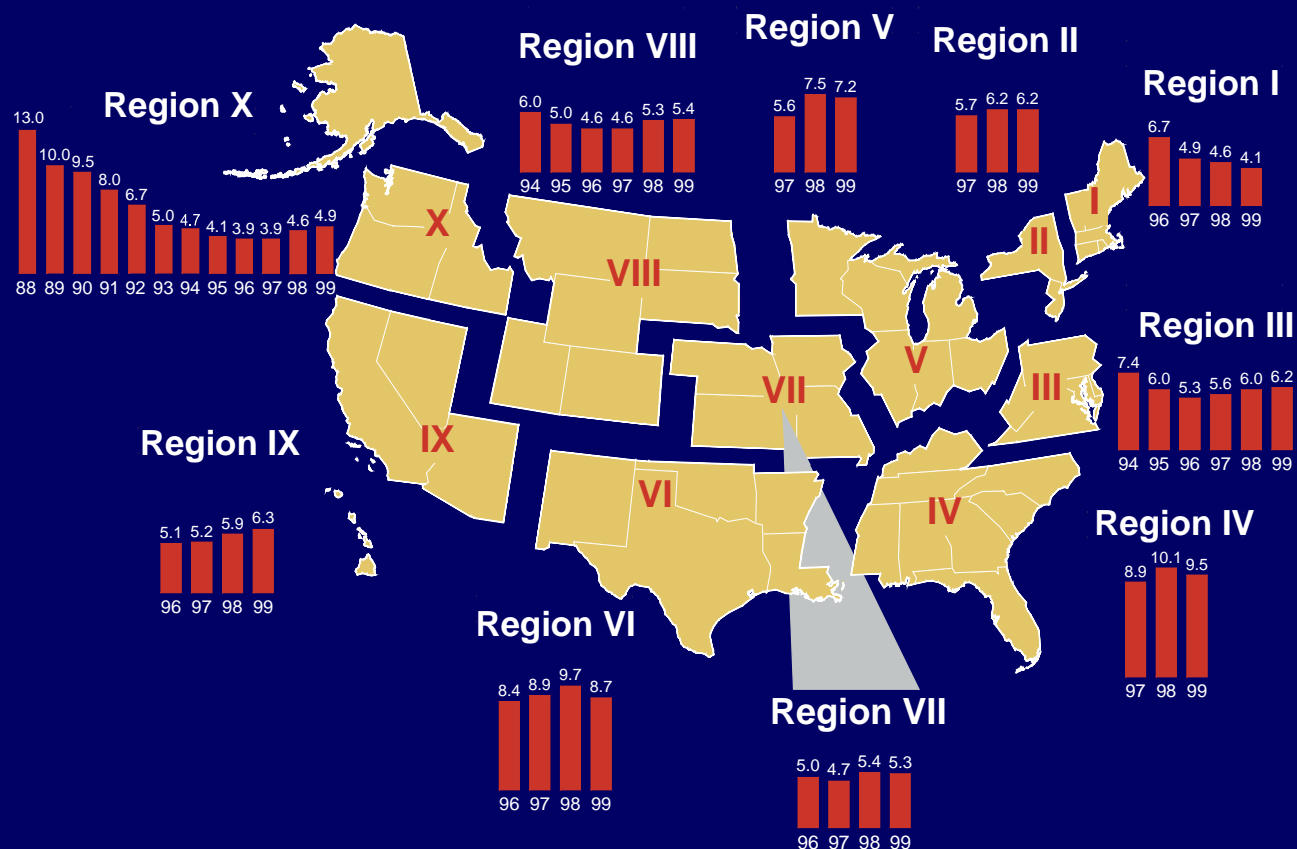 Region X
13.0 10.0 9.5 8.0 6.7 5.0 4.7 4.1 3.9 3.9 4.6 4.9
88 89 90 91 92 93 94 95 96 97 98 99
Region VIII
6.0 5.0 4.6 4.6 5.3 5.4
94 95 96 97 98 99
Region V
5.6 7.5 7.2
97 98 99
Region II
5.7 6.2 6.2
97 98 99
Region I
6.7 4.9 4.6 4.1
96 97 98 99
X
VIII
VII
V
II
I
III
IX
VI
IV
Region III
7.4 6.0 5.3 5.6 6.0 6.2
94 95 96 97 98 99
Region IX
5.1 5.2 5.9 6.3
96 97 98 99
Region IV
8.9 10.1 9.5
97 98 99
Region VI
8.4 8.9 9.7 8.7
96 97 98 99
Region VII
5.0 4.7 5.4 5.3
96 97 98 99